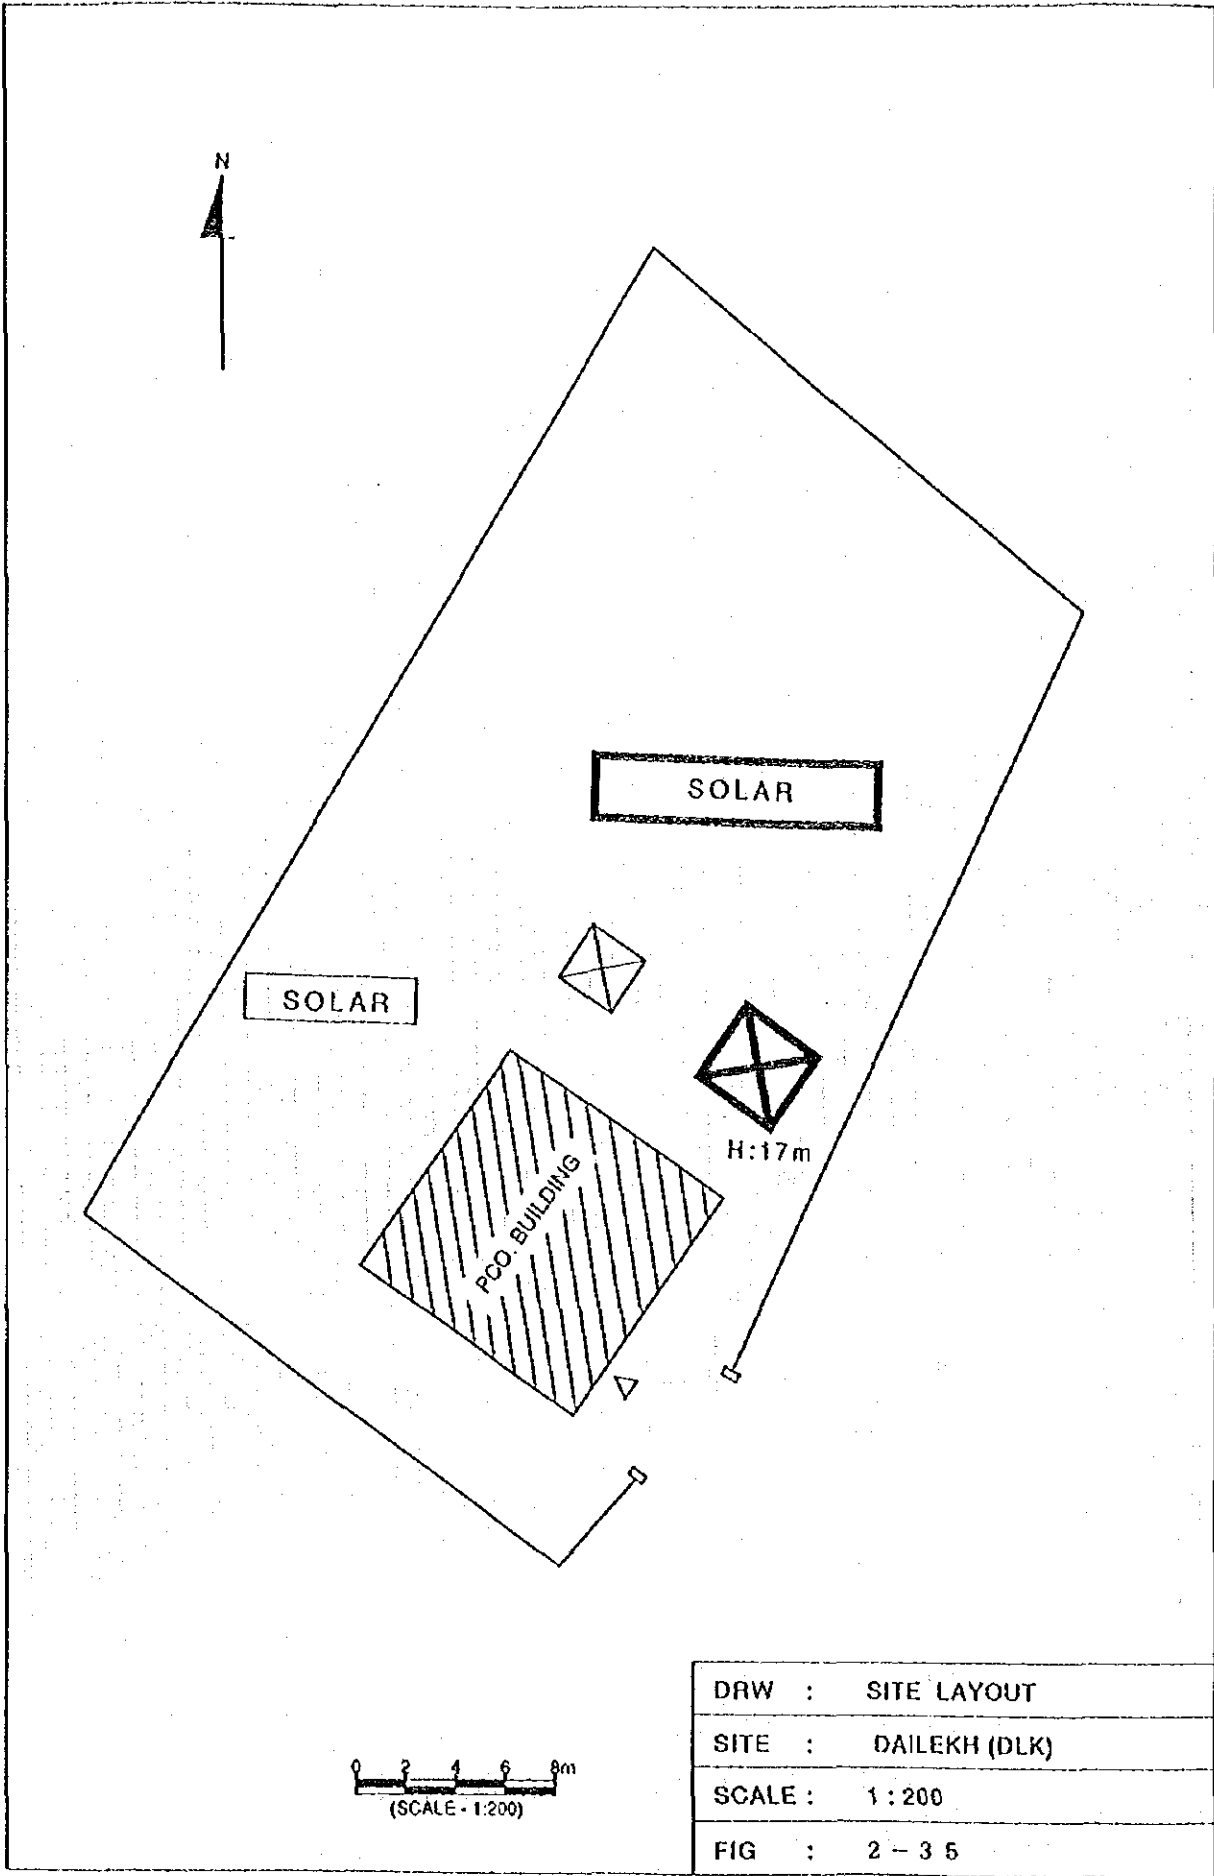 N
SOLAR
SOLAR
H:17m
PCO. BUILDING
0 2 4 6 8m
(SCALE - 1:200)
DRW : SITE LAYOUT
SITE : DAILEKH (DLK)
SCALE : 1 : 200
FIG : 2 - 3 5